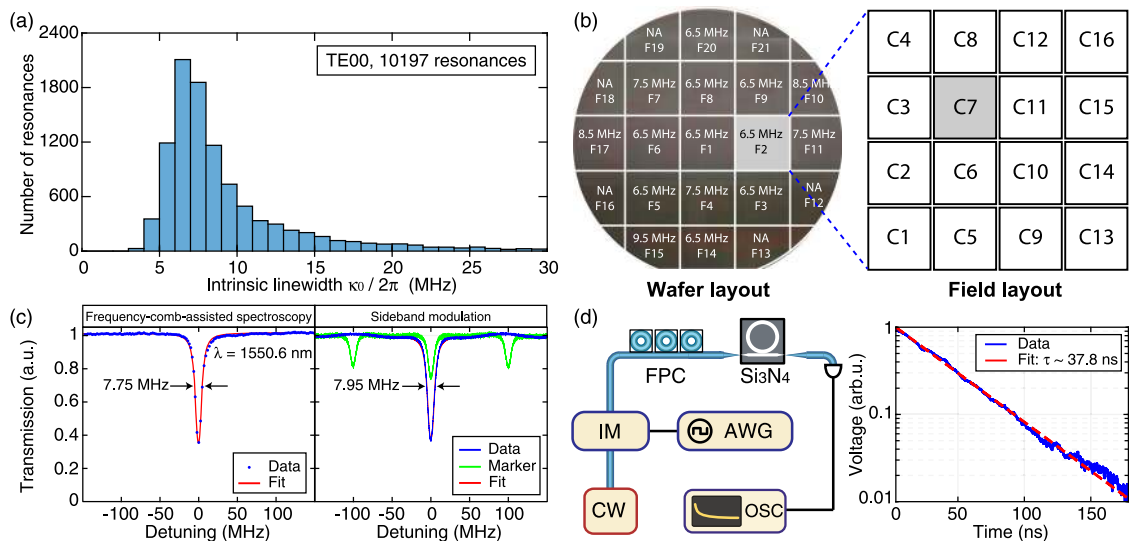 (a)
2400
1800
1200
600
0
Number of resonances
TE00, 10197 resonances
0 5 10 15 20 25 30
Intrinsic linewidth κ0 / 2π (MHz)
(b)
NA
F19
6.5 MHz
F20
NA
F21
NA
F18
7.5 MHz
F7
6.5 MHz
F8
6.5 MHz
F9
8.5 MHz
F10
8.5 MHz
F17
6.5 MHz
F6
6.5 MHz
F1
6.5 MHz
F2
7.5 MHz
F11
NA
F16
6.5 MHz
F5
7.5 MHz
F4
6.5 MHz
F3
NA
F12
9.5 MHz
F15
6.5 MHz
F14
NA
F13
Wafer layout
C4 C8 C12 C16
C3 C7 C11 C15
C2 C6 C10 C14
C1 C5 C9 C13
Field layout
(c)
Frequency-comb-assisted spectroscopy
Sideband modulation
1
0.8
0.6
0.4
0.2
0
Transmission (a.u.)
λ = 1550.6 nm
7.75 MHz
Data
Fit
-100 -50 0 50 100
Detuning (MHz)
7.95 MHz
Data
Marker
Fit
-100 -50 0 50 100
Detuning (MHz)
(d)
FPC
Si3N4
IM
AWG
CW
OSC
1
0.1
0.01
Voltage (arb.u.)
Data
Fit: τ ~ 37.8 ns
0 50 100 150
Time (ns)